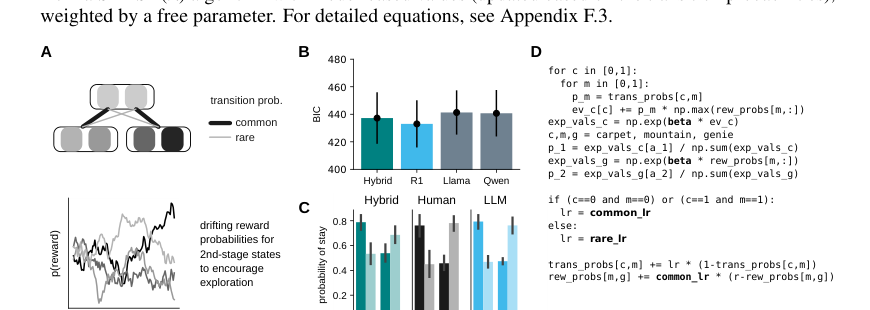 weighted by a free parameter. For detailed equations, see Appendix F.3.
A
transition prob.
common
rare
p(reward)
drifting reward
probabilities for
2nd-stage states
to encourage
exploration
B
BIC
480
460
440
420
400
Hybrid R1 Llama Qwen
C
Hybrid Human LLM
probability of stay
0.8
0.6
0.4
0.2
D
for c in [0,1]:
for m in [0,1]:
p_m = trans_probs[c,m]
ev_c[c] += p_m * np.max(rew_probs[m,:])
exp_vals_c = np.exp(beta * ev_c)
c,m,g = carpet, mountain, genie
p_1 = exp_vals_c[a_1] / np.sum(exp_vals_c)
exp_vals_g = np.exp(beta * rew_probs[m,:])
p_2 = exp_vals_g[a_2] / np.sum(exp_vals_g)
if (c==0 and m==0) or (c==1 and m==1):
lr = common_lr
else:
lr = rare_lr
trans_probs[c,m] += lr * (1-trans_probs[c,m])
rew_probs[m,g] += common_lr * (r-rew_probs[m,g])